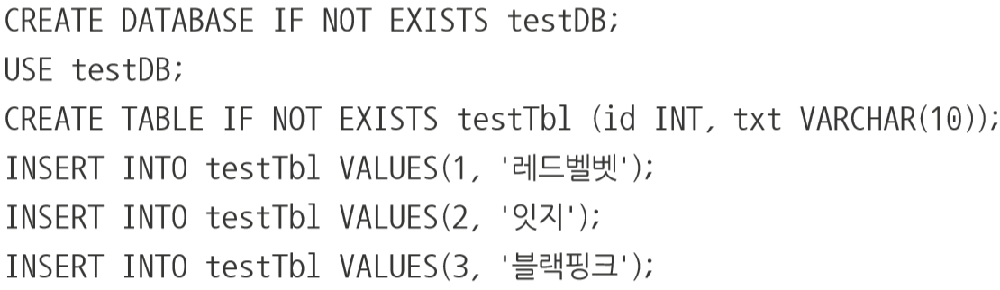 CREATE DATABASE IF NOT EXISTS testDB;
USE testDB;
CREATE TABLE IF NOT EXISTS testTbl (id INT, txt VARCHAR(10));
INSERT INTO testTbl VALUES(1, '레드벨벳');
INSERT INTO testTbl VALUES(2, '잇지');
INSERT INTO testTbl VALUES(3, '블랙핑크');